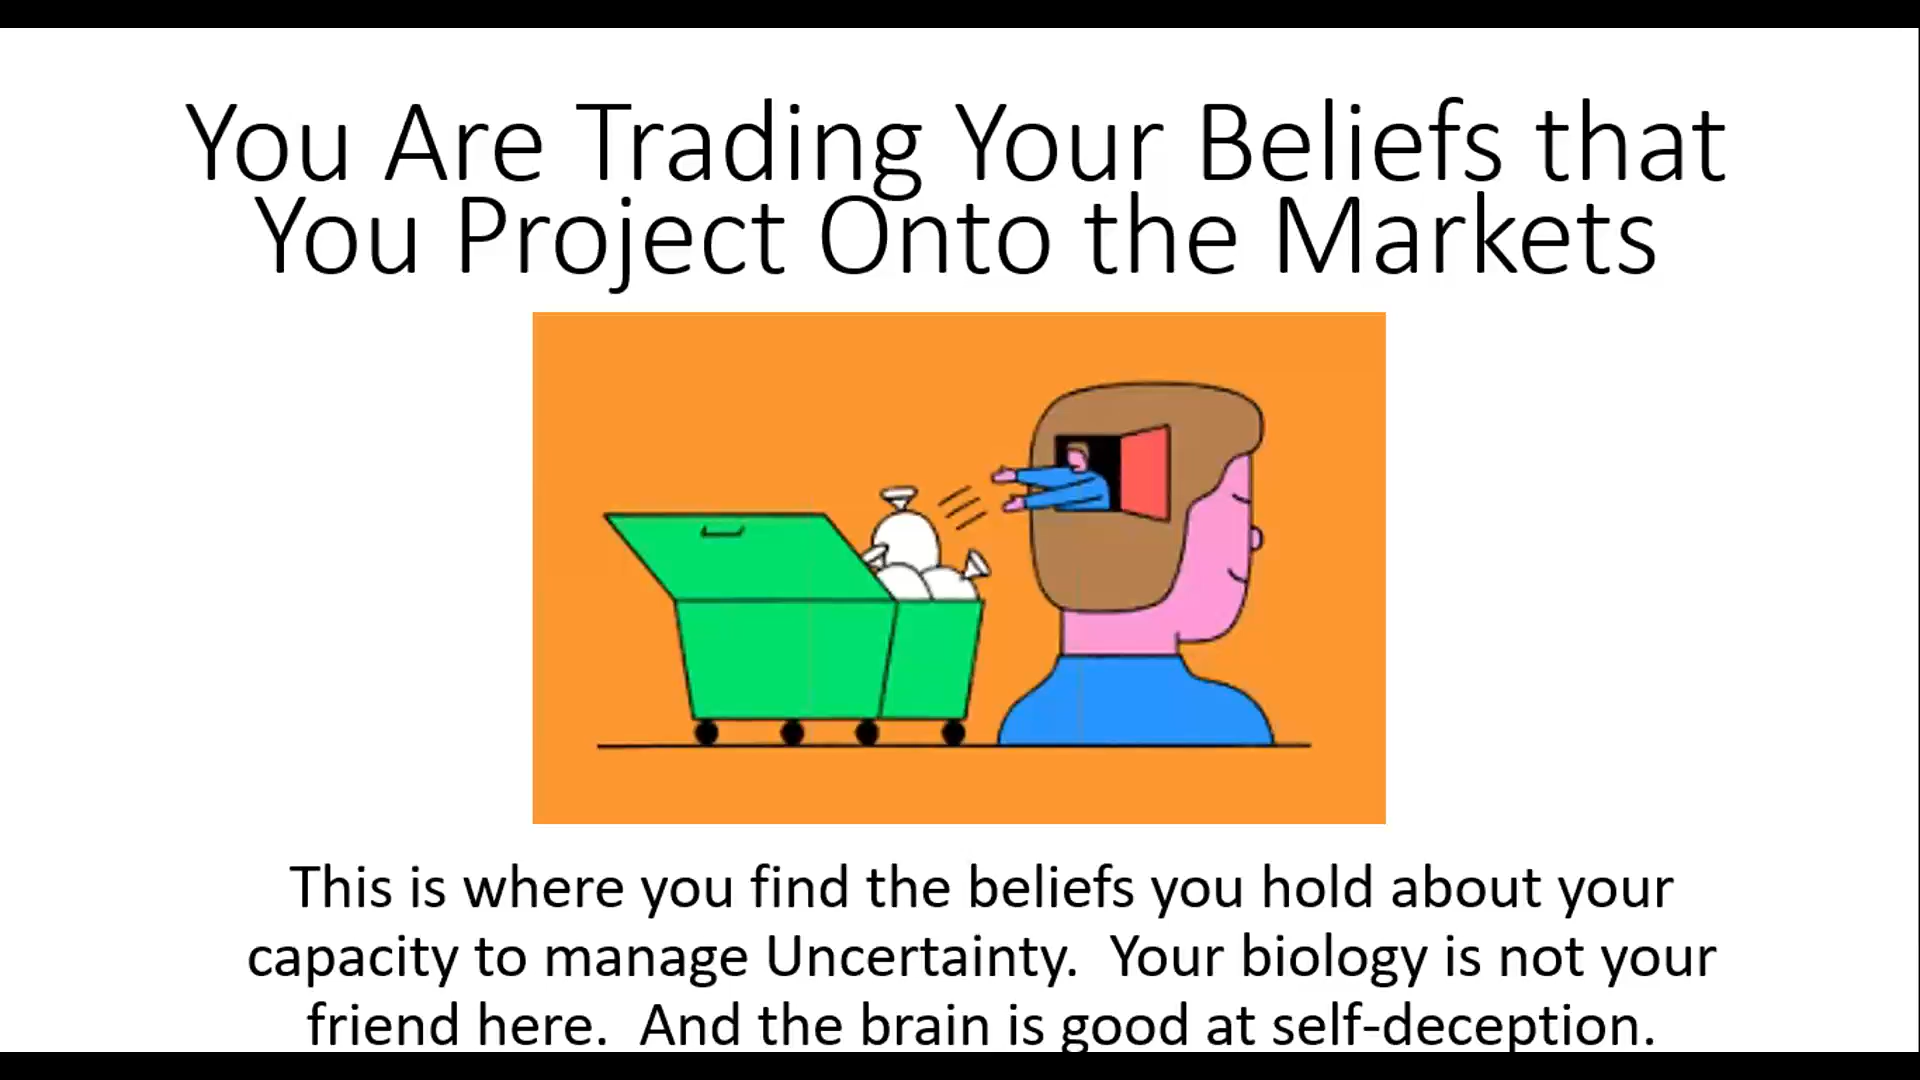 You Are Trading Your Beliefs that
You Project Onto the Markets
This is where you find the beliefs you hold about your
capacity to manage Uncertainty.  Your biology is not your
friend here.  And the brain is good at self-deception.